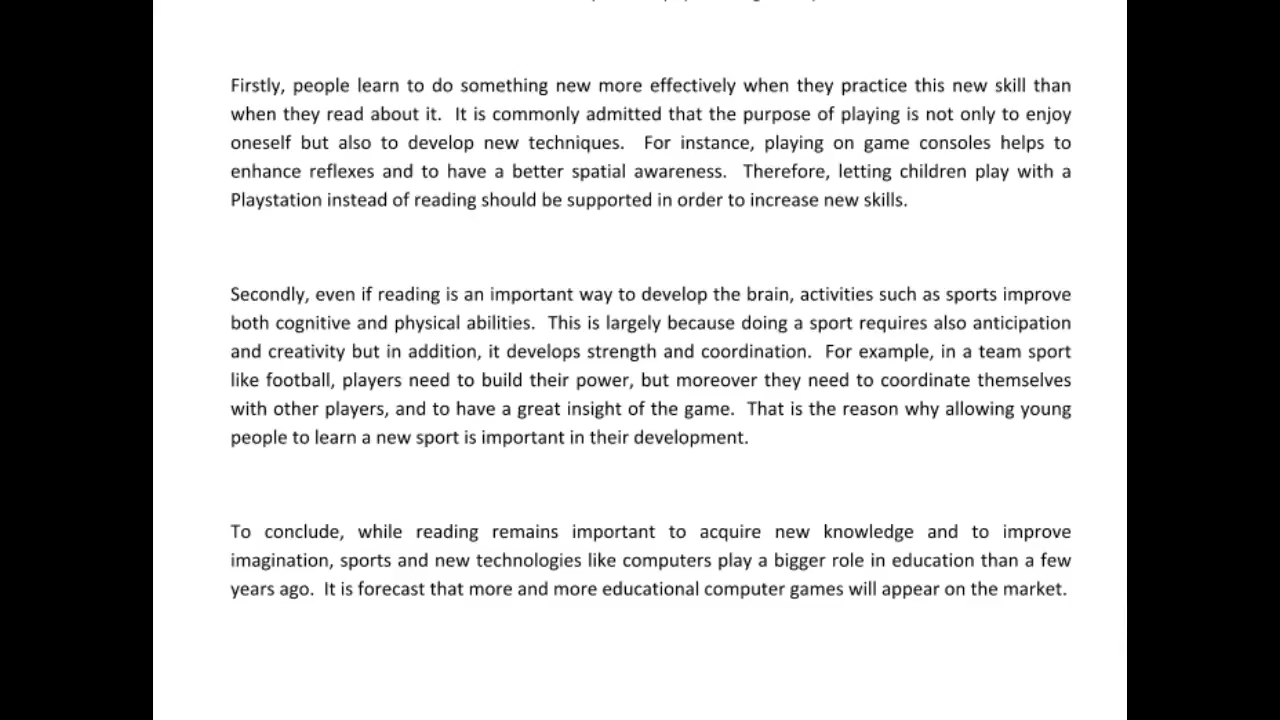 Firstly, people learn to do something new more effectively when they practice this new skill than
when they read about it.  It is commonly admitted that the purpose of playing is not only to enjoy
oneself but also to develop new techniques.  For instance, playing on game consoles helps to
enhance reflexes and to have a better spatial awareness.  Therefore, letting children play with a
Playstation instead of reading should be supported in order to increase new skills.
Secondly, even if reading is an important way to develop the brain, activities such as sports improve
both cognitive and physical abilities.  This is largely because doing a sport requires also anticipation
and creativity but in addition, it develops strength and coordination.  For example, in a team sport
like football, players need to build their power, but moreover they need to coordinate themselves
with other players, and to have a great insight of the game.  That is the reason why allowing young
people to learn a new sport is important in their development.
To conclude, while reading remains important to acquire new knowledge and to improve
imagination, sports and new technologies like computers play a bigger role in education than a few
years ago.  It is forecast that more and more educational computer games will appear on the market.